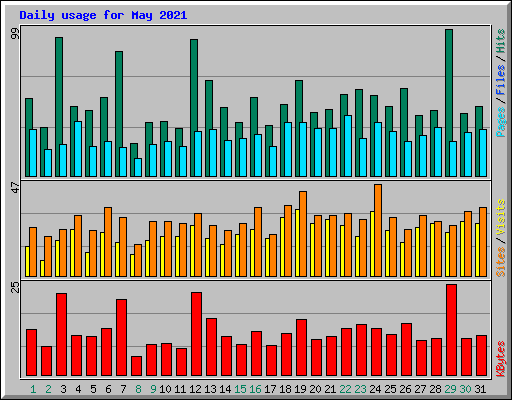 Daily usage for May 2021
99
Pages / Files / Hits
47
Sites / Visits
25
KBytes
1 2 3 4 5 6 7 8 9 10 11 12 13 14 15 16 17 18 19 20 21 22 23 24 25 26 27 28 29 30 31